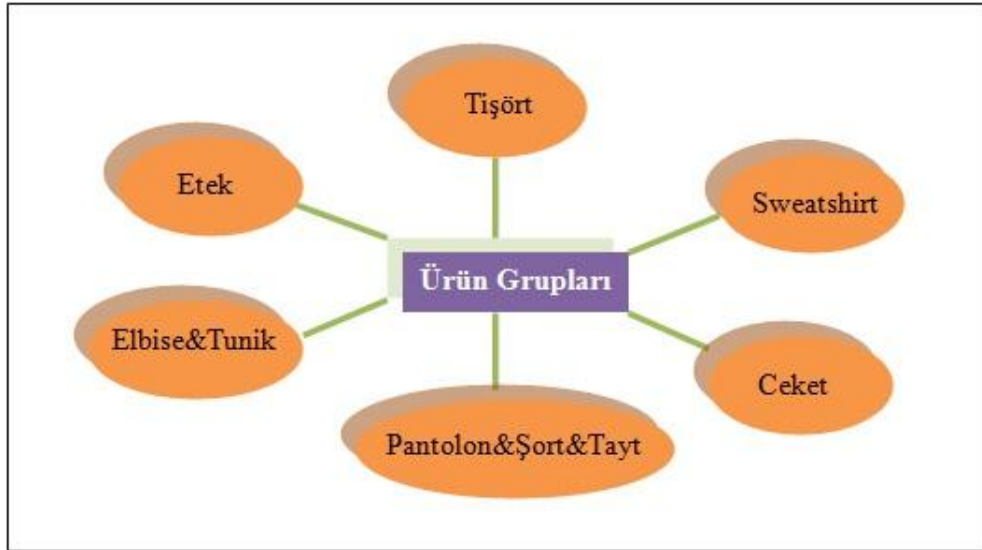 Tişört
Etek
Sweatshirt
Ürün Grupları
Elbise&Tunik
Ceket
Pantolon&Şort&Tayt